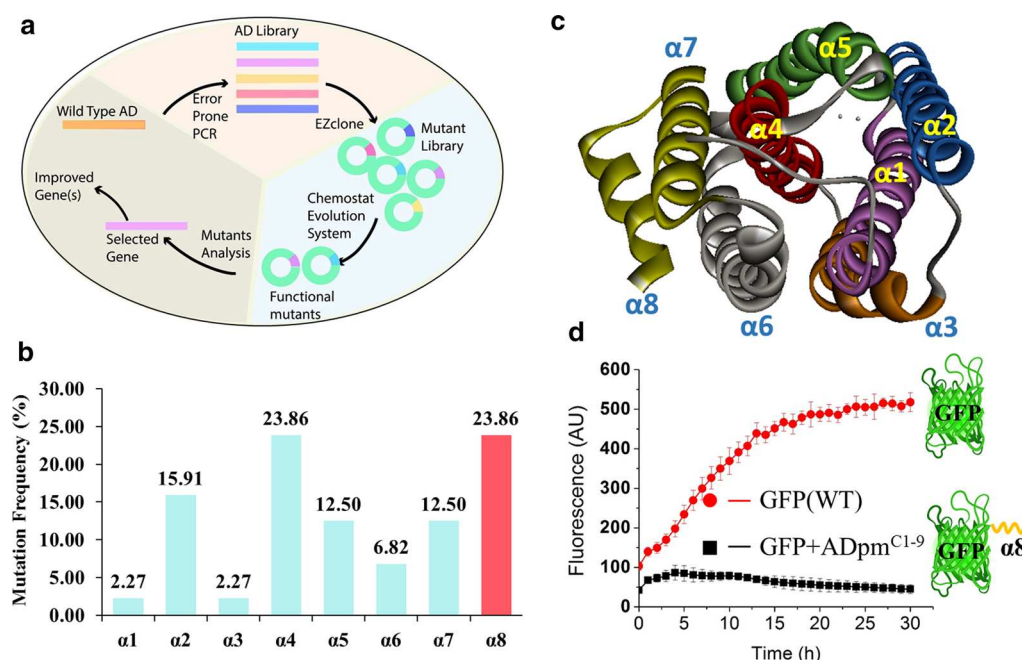 a
AD Library
Wild Type AD
Error
Prone
PCR
EZclone
Mutant
Library
Chemostat
Evolution
System
Improved
Gene(s)
Selected
Gene
Mutants
Analysis
Functional
mutants
b
Mutation Frequency (%)
30.00
25.00
20.00
15.00
10.00
5.00
0.00
2.27
15.91
2.27
23.86
12.50
6.82
12.50
23.86
α1 α2 α3 α4 α5 α6 α7 α8
c
α7
α5
α4
α2
α1
α8
α6
α3
d
Fluorescence (AU)
600
500
400
300
200
100
0
GFP(WT)
GFP+ADpm^C1-9
0 5 10 15 20 25 30
Time (h)
GFP
GFP
α8